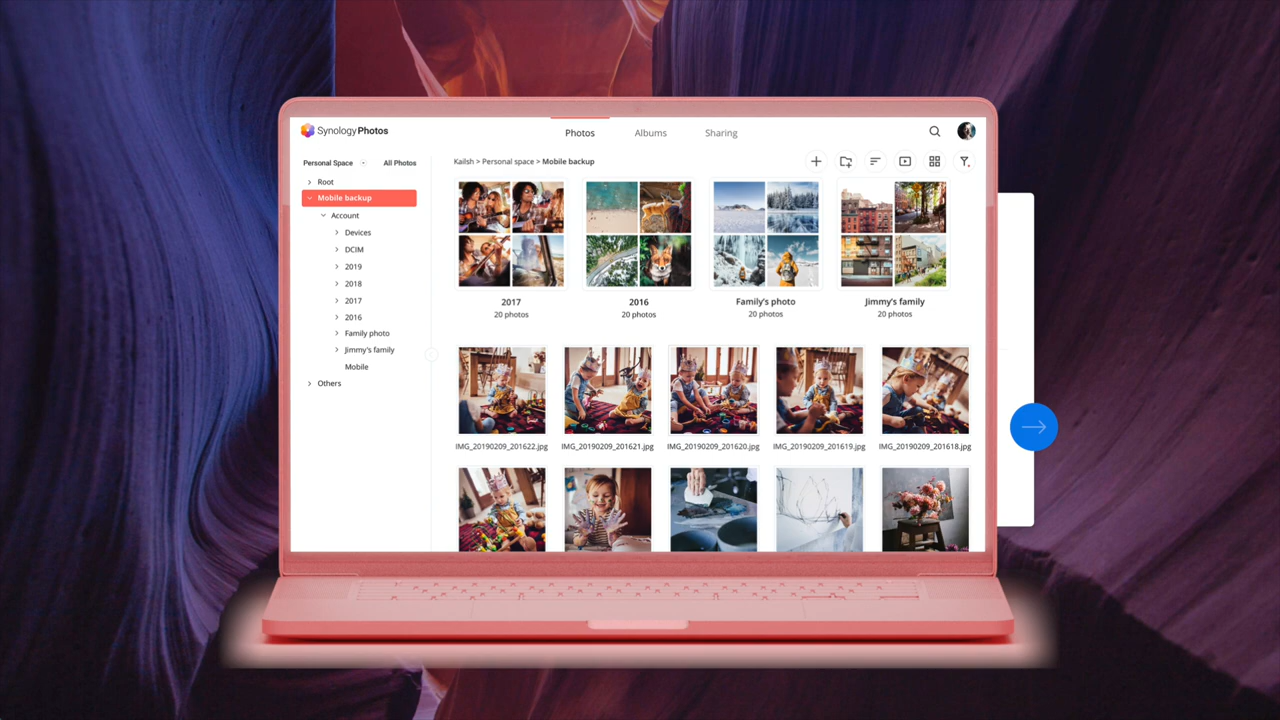 Synology Photos
Photos
Albums
Sharing
Personal Space
All Photos
Kailsh > Personal space > Mobile backup
Root
Mobile backup
Account
Devices
DCIM
2019
2018
2017
2016
Family photo
Jimmy's family
Mobile
Others
2017
20 photos
2016
20 photos
Family's photo
20 photos
Jimmy's family
20 photos
IMG_20190209_201622.jpg
IMG_20190209_201621.jpg
IMG_20190209_201620.jpg
IMG_20190209_201619.jpg
IMG_20190209_201618.jpg